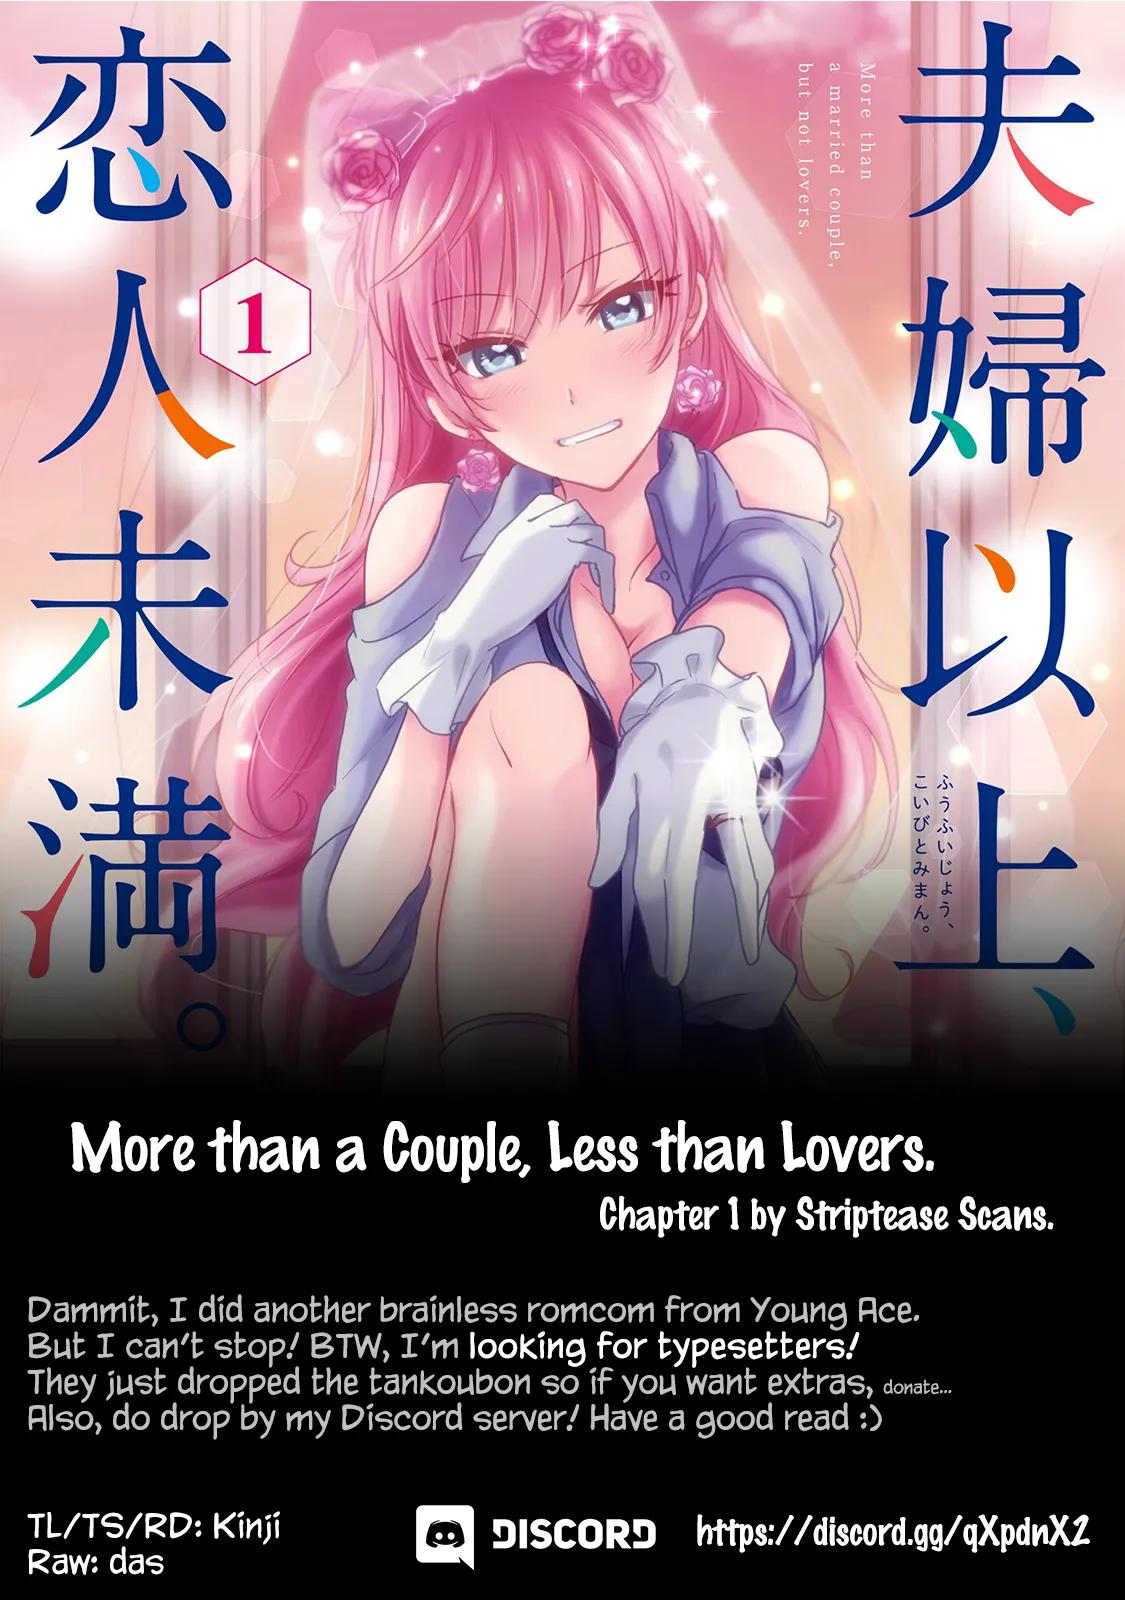 夫婦以上、
恋人未満。
More than
a married couple,
but not lovers.
ふうふいじょう、
こいびとみまん。
1
More than a Couple, Less than Lovers.
Chapter 1 by Striptease Scans.
Dammit, I did another brainless romcom from Young Ace.
But I can't stop! BTW, I'm looking for typesetters!
They just dropped the tankoubon so if you want extras, donate...
Also, do drop by my Discord server! Have a good read :)
TL/TS/RD: Kinji
Raw: das
DISCORD
https://discord.gg/qXpdnX2